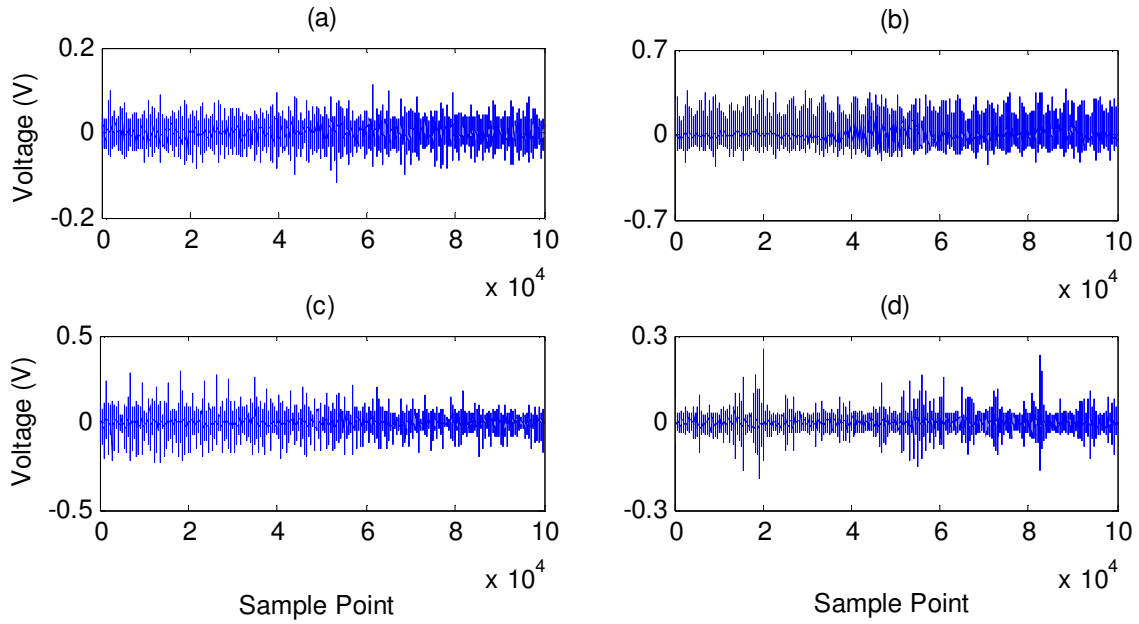 (a)
(b)
0.2
0
-0.2
Voltage (V)
0 2 4 6 8 10
x 10^4
0.7
0
-0.7
0 2 4 6 8 10
x 10^4
(c)
(d)
0.5
0
-0.5
Voltage (V)
0 2 4 6 8 10
x 10^4
Sample Point
0.3
0
-0.3
0 2 4 6 8 10
x 10^4
Sample Point